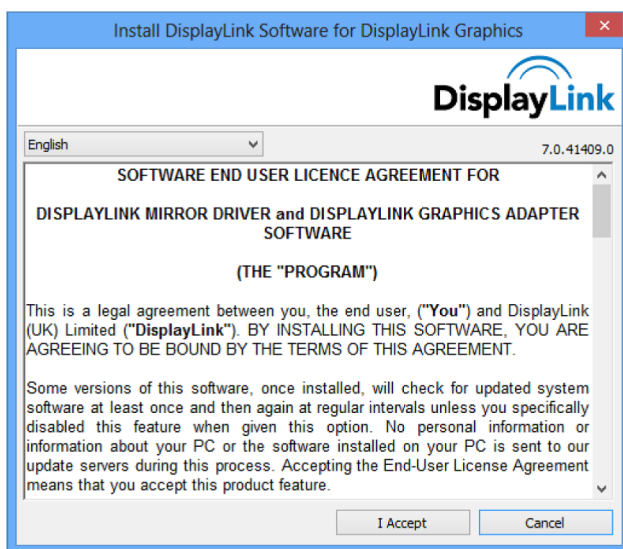 Install DisplayLink Software for DisplayLink Graphics
DisplayLink
English
7.0.41409.0
SOFTWARE END USER LICENCE AGREEMENT FOR
DISPLAYLINK MIRROR DRIVER and DISPLAYLINK GRAPHICS ADAPTER
SOFTWARE
(THE "PROGRAM")
This is a legal agreement between you, the end user, ("You") and DisplayLink
(UK) Limited ("DisplayLink"). BY INSTALLING THIS SOFTWARE, YOU ARE
AGREEING TO BE BOUND BY THE TERMS OF THIS AGREEMENT.
Some versions of this software, once installed, will check for updated system
software at least once and then again at regular intervals unless you specifically
disabled this feature when given this option. No personal information or
information about your PC or the software installed on your PC is sent to our
update servers during this process. Accepting the End-User License Agreement
means that you accept this product feature.
I Accept
Cancel